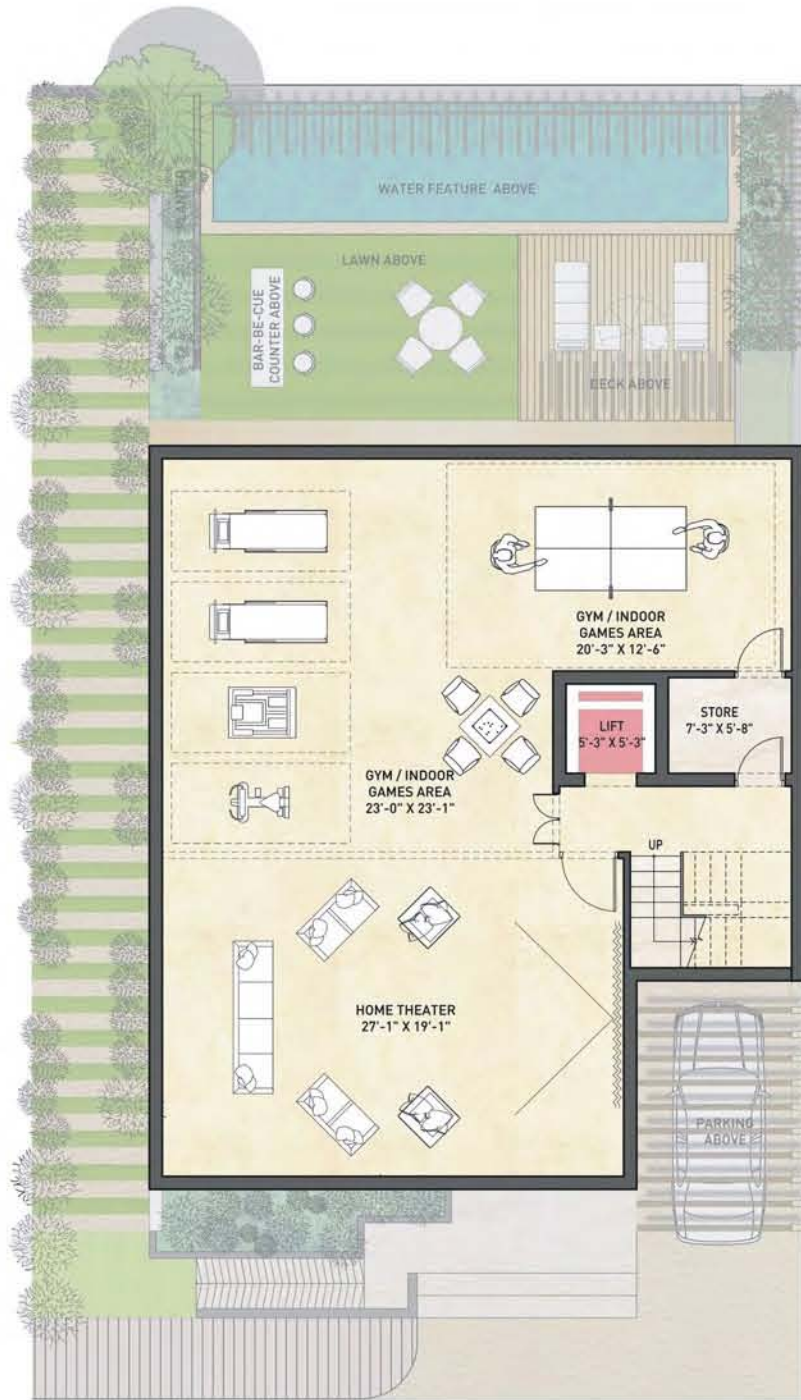 WATER FEATURE ABOVE
PLANTER
LAWN ABOVE
BAR-BE-CUE
COUNTER ABOVE
DECK ABOVE
GYM / INDOOR
GAMES AREA
20'-3" X 12'-6"
LIFT
5'-3" X 5'-3"
STORE
7'-3" X 5'-8"
GYM / INDOOR
GAMES AREA
23'-0" X 23'-1"
UP
HOME THEATER
27'-1" X 19'-1"
PARKING
ABOVE